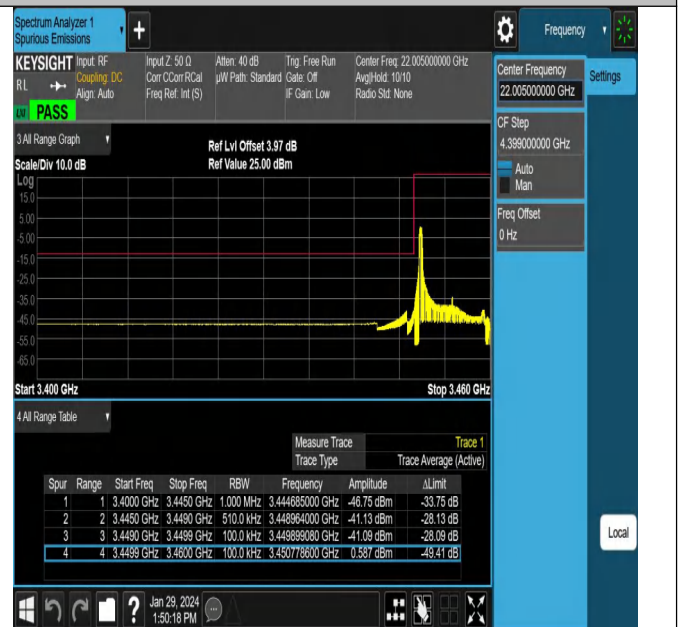 Spectrum Analyzer 1
Spurious Emissions
+
Frequency
KEYSIGHT Input: RF Input Z: 50 Ω Atten: 40 dB Trig: Free Run Center Freq: 22.005000000 GHz
RL Coupling: DC Corr CCorr RCal µW Path: Standard Gate: Off Avg|Hold: 10/10
Align: Auto Freq Ref: Int (S) IF Gain: Low Radio Std: None
PASS
Center Frequency
22.005000000 GHz
Settings
CF Step
4.399000000 GHz
Auto
Man
Freq Offset
0 Hz
3 All Range Graph
Ref Lvl Offset 3.97 dB
Scale/Div 10.0 dB Ref Value 25.00 dBm
Log
15.0
5.00
-5.00
-15.0
-25.0
-35.0
-45.0
-55.0
-65.0
Start 3.400 GHz Stop 3.460 GHz
4 All Range Table
Measure Trace Trace 1
Trace Type Trace Average (Active)
Spur Range Start Freq Stop Freq RBW Frequency Amplitude ΔLimit
1 1 3.4000 GHz 3.4450 GHz 1.000 MHz 3.444685000 GHz -46.75 dBm -33.75 dB
2 2 3.4450 GHz 3.4490 GHz 510.0 kHz 3.448964000 GHz -41.13 dBm -28.13 dB
3 3 3.4490 GHz 3.4499 GHz 100.0 kHz 3.449899080 GHz -41.09 dBm -28.09 dB
4 4 3.4499 GHz 3.4600 GHz 100.0 kHz 3.450778600 GHz 0.587 dBm -49.41 dB
Local
? Jan 29, 2024
1:50:18 PM